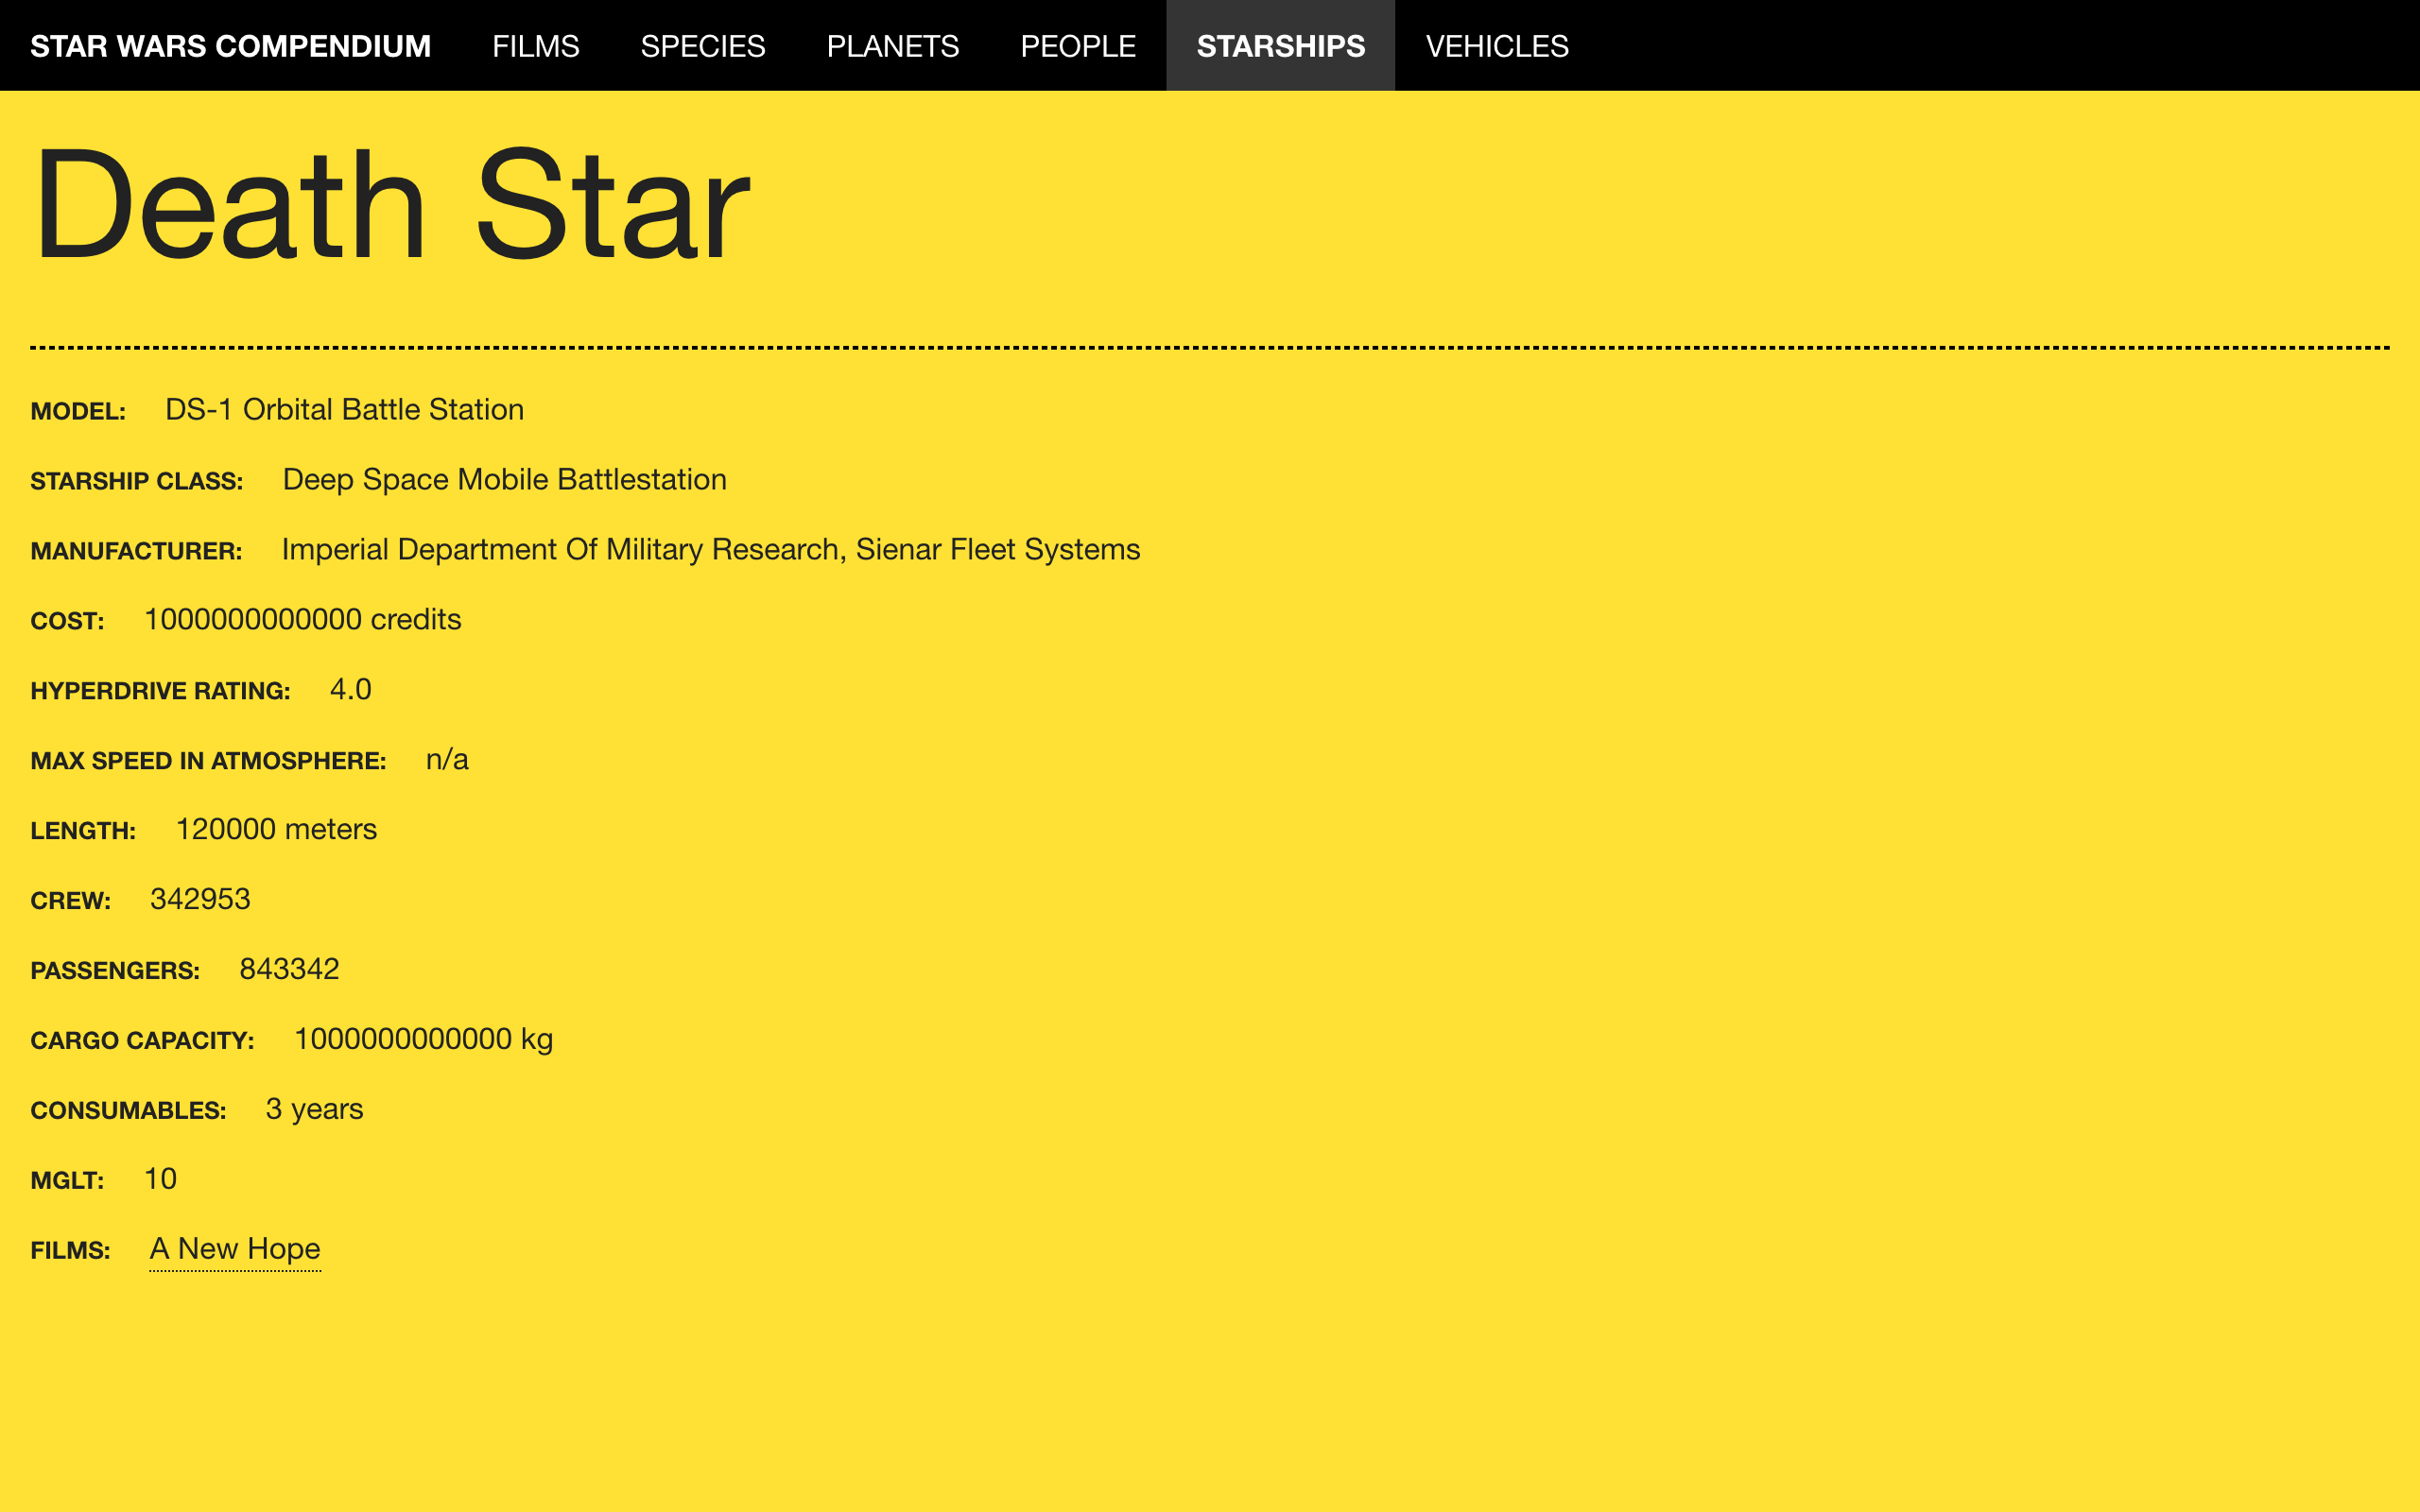 STAR WARS COMPENDIUM FILMS SPECIES PLANETS PEOPLE STARSHIPS VEHICLES
Death Star
MODEL: DS-1 Orbital Battle Station
STARSHIP CLASS: Deep Space Mobile Battlestation
MANUFACTURER: Imperial Department Of Military Research, Sienar Fleet Systems
COST: 1000000000000 credits
HYPERDRIVE RATING: 4.0
MAX SPEED IN ATMOSPHERE: n/a
LENGTH: 120000 meters
CREW: 342953
PASSENGERS: 843342
CARGO CAPACITY: 1000000000000 kg
CONSUMABLES: 3 years
MGLT: 10
FILMS: A New Hope